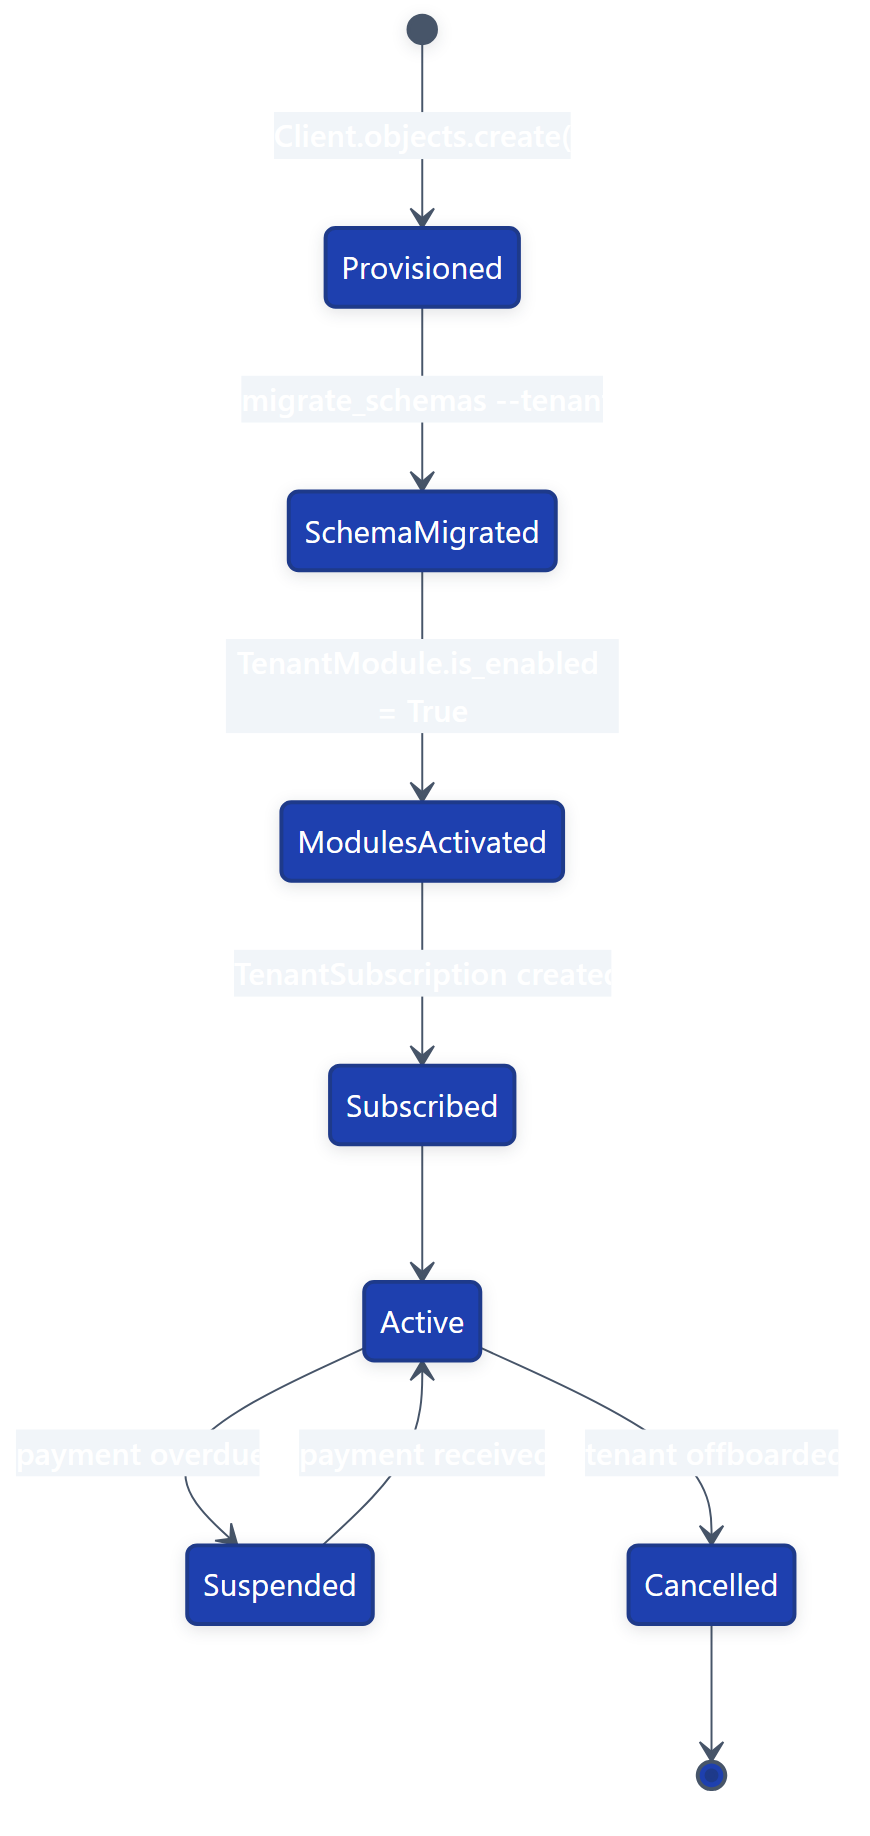 Client.objects.create(
Provisioned
migrate_schemas --tenan
SchemaMigrated
TenantModule.is_enabled
= True
ModulesActivated
TenantSubscription created
Subscribed
Active
payment overdue
payment received
tenant offboarded
Suspended
Cancelled